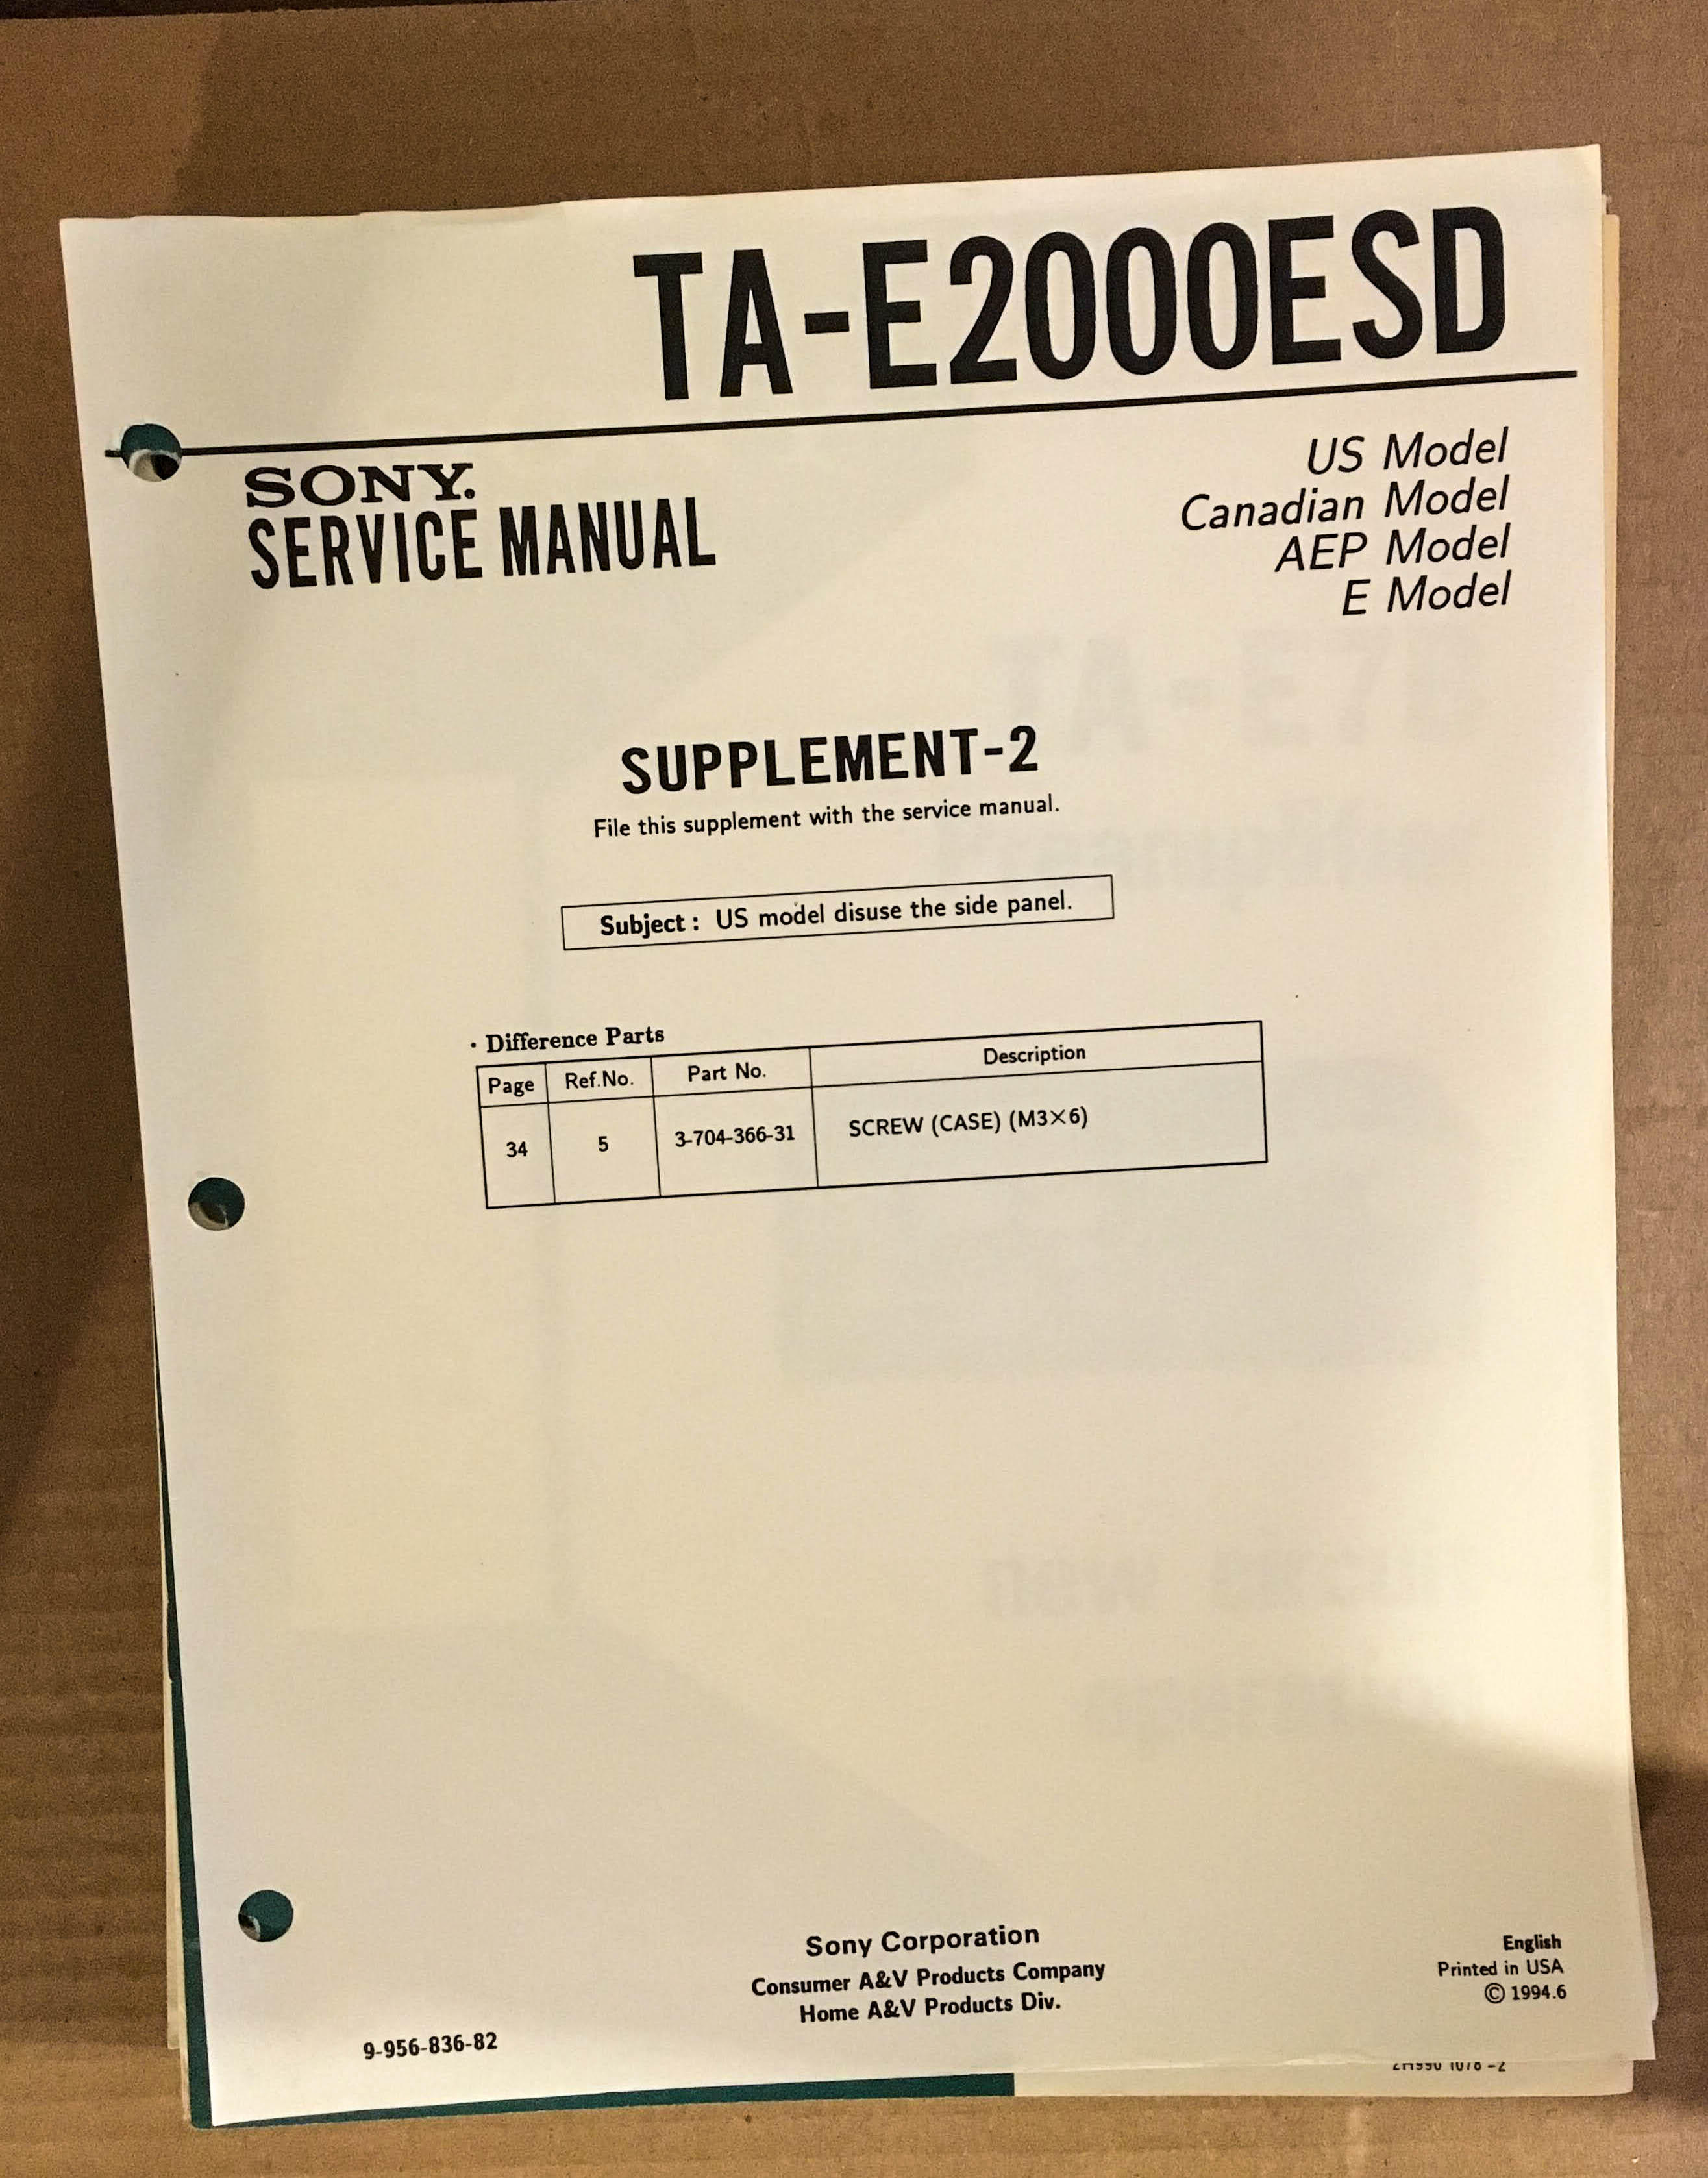 TA-E2000ESD
SONY.
SERVICE MANUAL
US Model
Canadian Model
AEP Model
E Model
SUPPLEMENT-2
File this supplement with the service manual.
Subject : US model disuse the side panel.
· Difference Parts
Page Ref.No. Part No. Description
34 5 3-704-366-31 SCREW (CASE) (M3×6)
Sony Corporation
Consumer A&V Products Company
Home A&V Products Div.
English
Printed in USA
© 1994.6
9-956-836-82